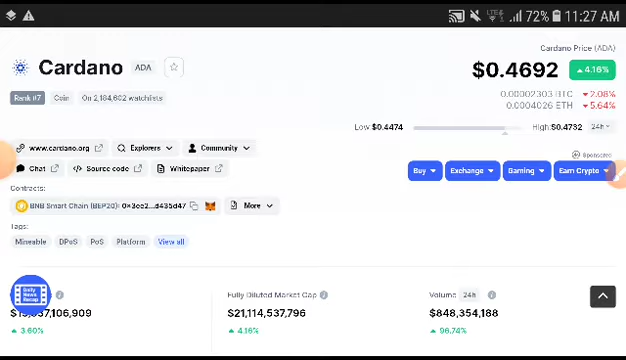 72% 11:27 AM
Cardano Price (ADA)
Cardano ADA
$0.4692 4.16%
Rank #7 Coin On 2,184,602 watchlists
0.00002303 BTC 2.08%
0.0004026 ETH 5.64%
Low: $0.4474 High: $0.4732 24h
www.cardano.org Explorers Community
Sponsored
Chat Source code Whitepaper
Buy Exchange Gaming Earn Crypto
Contracts:
BNB Smart Chain (BEP20): 0x3ee2...d435d47 More
Tags:
Mineable DPoS PoS Platform View all
Daily News Recap
Fully Diluted Market Cap Volume 24h
$21,114,537,796 $848,354,188
3.60% 4.16% 96.74%